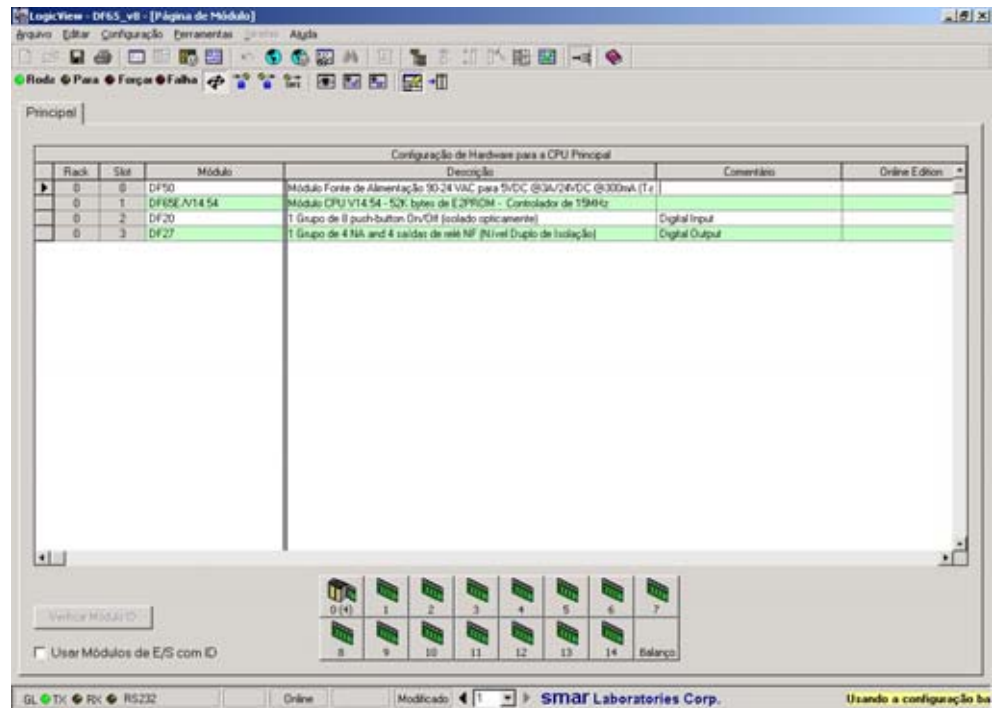 LogicView - DF65_v8 - [Página de Módulo]
Arquivo Editar Configuração Ferramentas Janelas Ajuda
Roda Para Forçar Falha
Principal
Configuração de Hardware para a CPU Principal
Rack Slot Módulo Descrição Comentário Online Edition
0 0 DF50 Módulo Fonte de Alimentação 90-24 VAC para 5VDC @3A/24VDC @300mA (Te
0 1 DF65E/V14.54 Módulo CPU V14.54 - 52K bytes de E2PROM - Controlador de 15MHz
0 2 DF20 1 Grupo de 8 push-button On/Off (isolado opticamente) Digital Input
0 3 DF27 1 Grupo de 4 NA and 4 saídas de relé NF (Nível Duplo de Isolação) Digital Output
0 (4) 1 2 3 4 5 6 7
Verificar Módulo ID
8 9 10 11 12 13 14 Balanço
Usar Módulos de E/S com ID
GL TX RX RS232 Online Modificado 1 smar Laboratories Corp. Usando a configuração ba